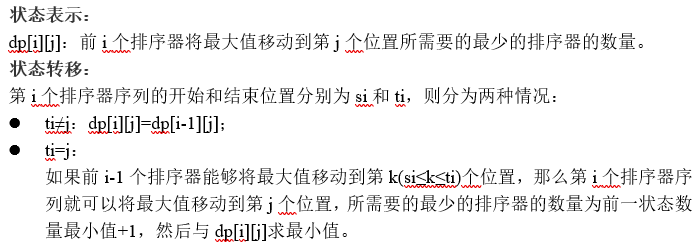 状态表示：
dp[i][j]：前 i 个排序器将最大值移动到第 j 个位置所需要的最少的排序器的数量。
状态转移：
第 i 个排序器序列的开始和结束位置分别为 si 和 ti，则分为两种情况：
● ti≠j：dp[i][j]=dp[i-1][j]；
● ti=j：
如果前 i-1 个排序器能够将最大值移动到第 k(si≤k≤ti)个位置，那么第 i 个排序器序
列就可以将最大值移动到第 j 个位置，所需要的最少的排序器的数量为前一状态数
量最小值+1，然后与 dp[i][j]求最小值。